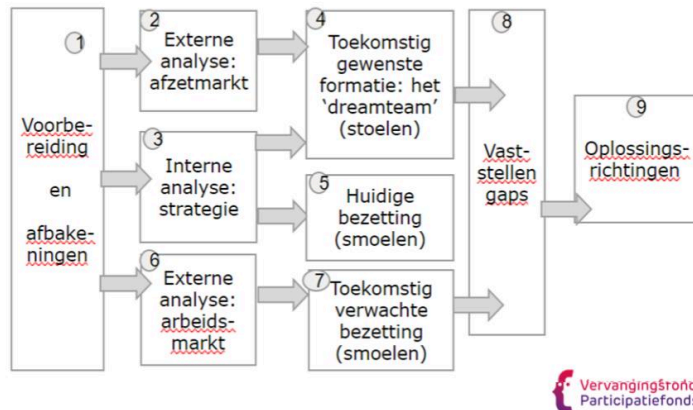 1
Voorbe-
reiding
en
afbake-
ningen
2
Externe
analyse:
afzetmarkt
3
Interne
analyse:
strategie
6
Externe
analyse:
arbeids-
markt
4
Toekomstig
gewenste
formatie: het
‘dreamteam’
(stoelen)
5
Huidige
bezetting
(smoelen)
7
Toekomstig
verwachte
bezetting
(smoelen)
8
Vast-
stellen
gaps
9
Oplossings-
richtingen
Participatiefonds